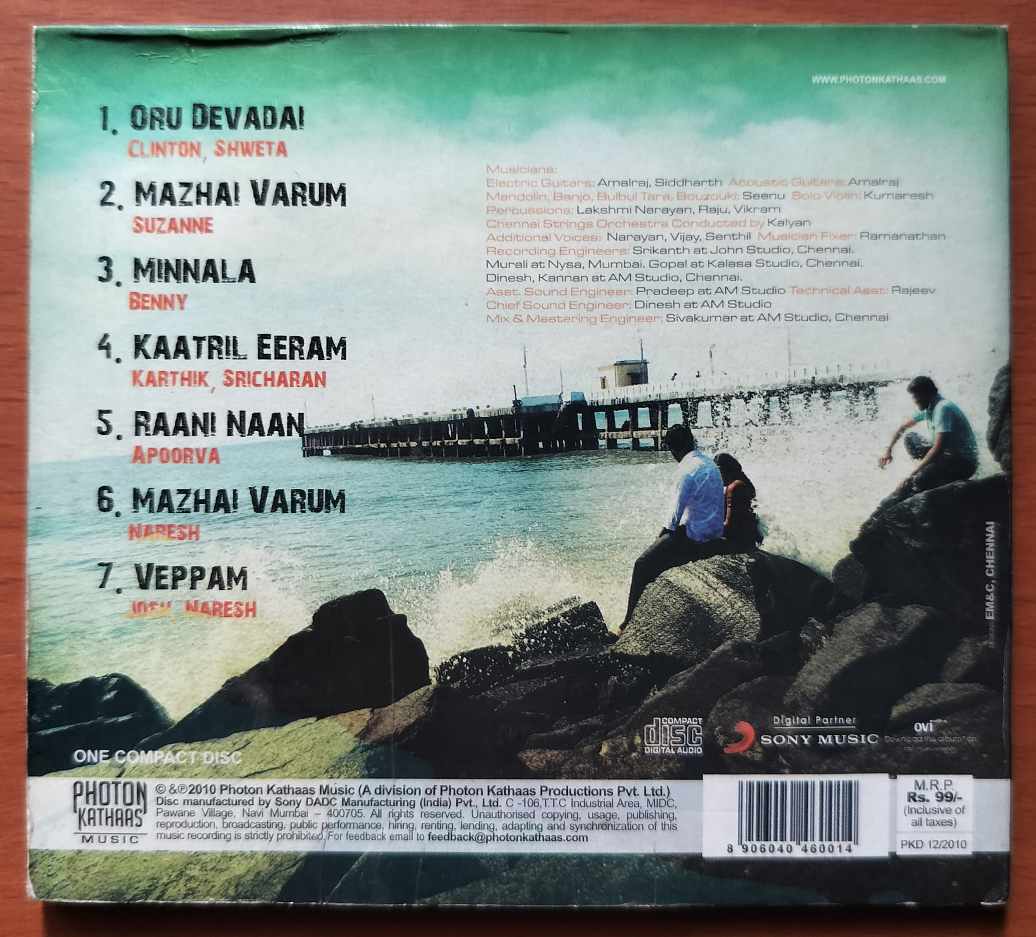 WWW.PHOTONKATHAAS.COM
1. ORU DEVADAI
CLINTON, SHWETA
2. MAZHAI VARUM
SUZANNE
3. MINNALA
BENNY
4. KAATRIL EERAM
KARTHIK, SRICHARAN
5. RAANI NAAN
APOORVA
6. MAZHAI VARUM
NARESH
7. VEPPAM
JOSH, NARESH
Musicians:
Electric Guitars: Amalraj, Siddharth Acoustic Guitars: Amalraj
Mandolin, Banjo, Bulbul Tara, Bouzouki: Seenu Solo Violin: Kumaresh
Percussions: Lakshmi Narayan, Raju, Vikram
Chennai Strings Orchestra Conducted by Kalyan
Additional Voices: Narayan, Vijay, Senthil Musician Fixer: Ramanathan
Recording Engineers: Srikanth at John Studio, Chennai.
Murali at Nysa, Mumbai. Gopal at Kalasa Studio, Chennai.
Dinesh, Kannan at AM Studio, Chennai.
Asst. Sound Engineer: Pradeep at AM Studio Technical Asst: Rajeev
Chief Sound Engineer: Dinesh at AM Studio
Mix & Mastering Engineer: Sivakumar at AM Studio, Chennai
EM&C, CHENNAI
COMPACT
disc
DIGITAL AUDIO
Digital Partner
SONY MUSIC
ovi
Download the album on
ONE COMPACT DISC
PHOTON
KATHAAS
MUSIC
© &℗2010 Photon Kathaas Music (A division of Photon Kathaas Productions Pvt. Ltd.)
Disc manufactured by Sony DADC Manufacturing (India) Pvt., Ltd. C -106,T.T.C Industrial Area, MIDC,
Pawane Village, Navi Mumbai – 400705. All rights reserved. Unauthorised copying, usage, publishing,
reproduction, broadcasting, public performance, hiring, renting, lending, adapting and synchronization of this
music recording is strictly prohibited.For feedback email to feedback@photonkathaas.com
8 906040 460014
M.R.P
Rs. 99/-
(Inclusive of
all taxes)
PKD 12/2010